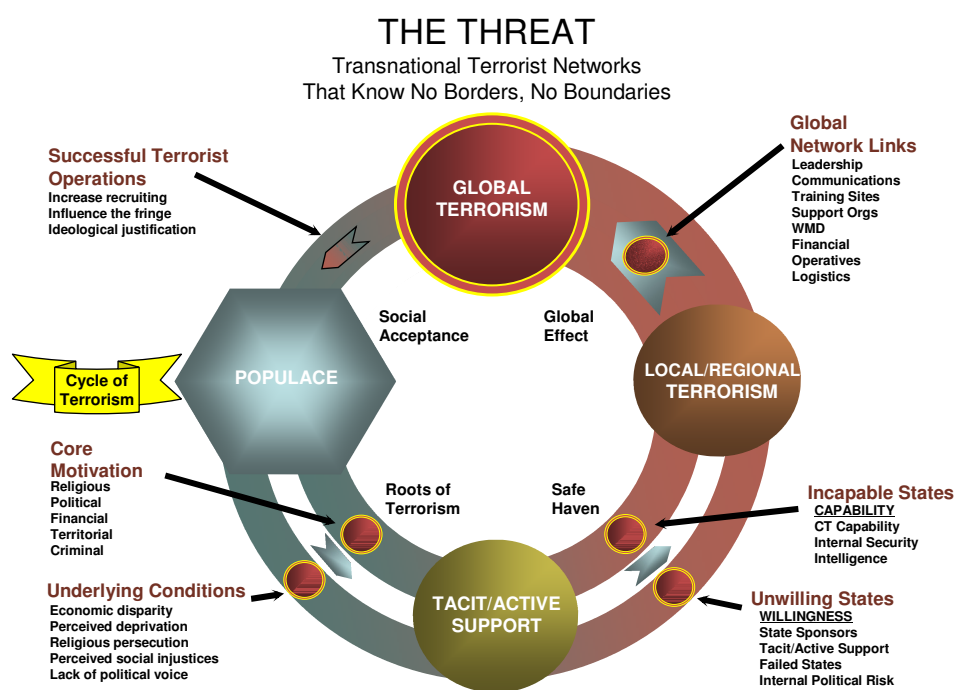 THE THREAT
Transnational Terrorist Networks
That Know No Borders, No Boundaries
Successful Terrorist
Operations
Increase recruiting
Influence the fringe
Ideological justification
GLOBAL
TERRORISM
Global
Network Links
Leadership
Communications
Training Sites
Support Orgs
WMD
Financial
Operatives
Logistics
Social
Acceptance
Global
Effect
Cycle of
Terrorism
POPULACE
LOCAL/REGIONAL
TERRORISM
Core
Motivation
Religious
Political
Financial
Territorial
Criminal
Roots of
Terrorism
Safe
Haven
Incapable States
CAPABILITY
CT Capability
Internal Security
Intelligence
Underlying Conditions
Economic disparity
Perceived deprivation
Religious persecution
Perceived social injustices
Lack of political voice
TACIT/ACTIVE
SUPPORT
Unwilling States
WILLINGNESS
State Sponsors
Tacit/Active Support
Failed States
Internal Political Risk